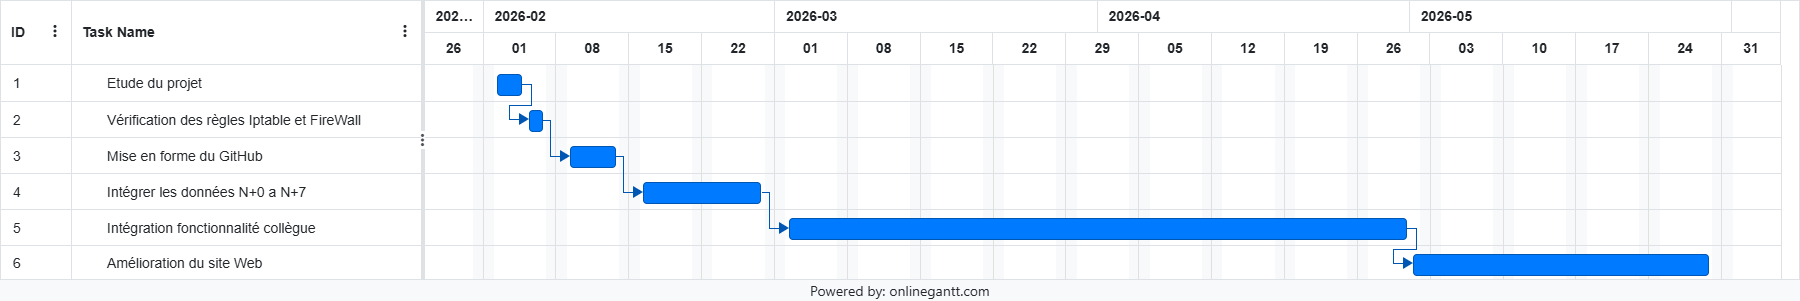 ID Task Name 202... 2026-02 2026-03 2026-04 2026-05
26 01 08 15 22 01 08 15 22 29 05 12 19 26 03 10 17 24 31
1 Etude du projet
2 Vérification des règles Iptable et FireWall
3 Mise en forme du GitHub
4 Intégrer les données N+0 a N+7
5 Intégration fonctionnalité collègue
6 Amélioration du site Web
Powered by: onlinegantt.com